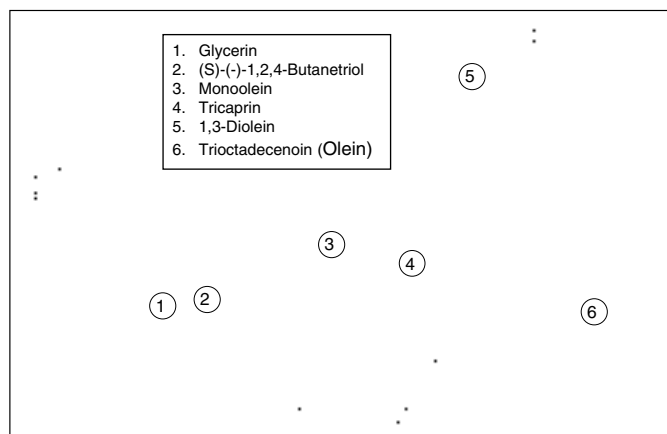 1. Glycerin
2. (S)-(-)-1,2,4-Butanetriol
3. Monoolein
4. Tricaprin
5. 1,3-Diolein
6. Trioctadecenoin (Olein)
5
3
4
2
1
6